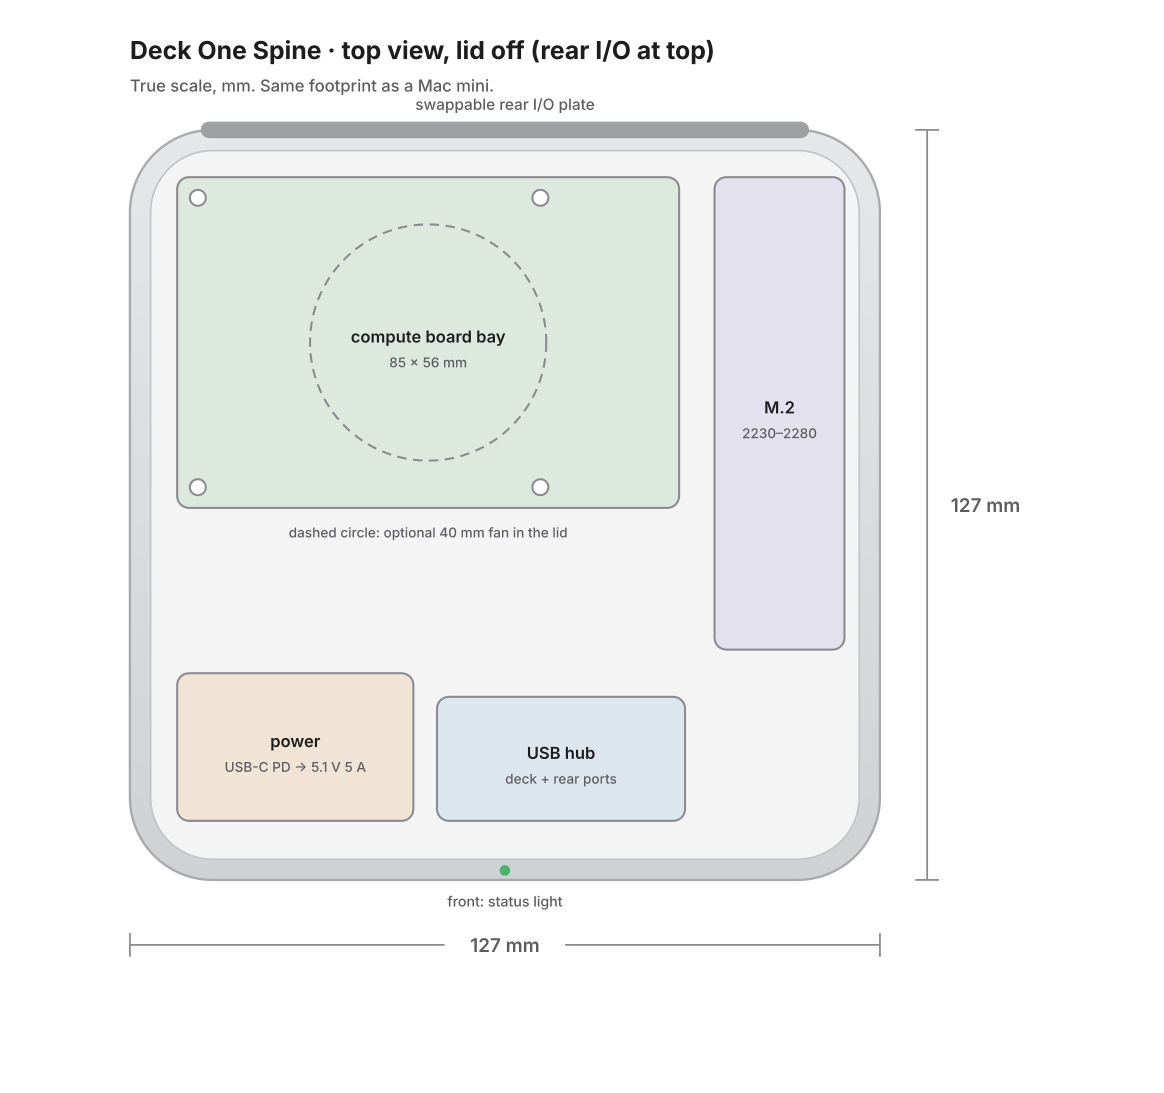 Deck One Spine · top view, lid off (rear I/O at top)
True scale, mm. Same footprint as a Mac mini.
swappable rear I/O plate
compute board bay
85 × 56 mm
M.2
2230–2280
127 mm
dashed circle: optional 40 mm fan in the lid
power
USB-C PD → 5.1 V 5 A
USB hub
deck + rear ports
front: status light
127 mm